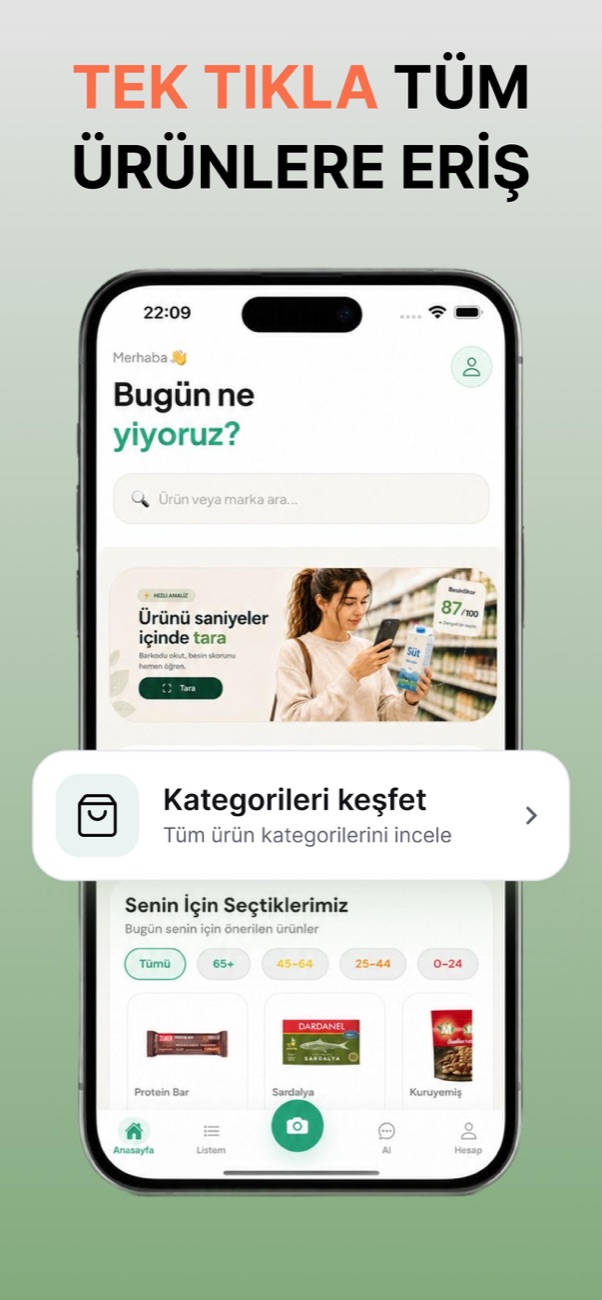 TEK TIKLA TÜM
ÜRÜNLERE ERİŞ
22:09
Merhaba 👋
Bugün ne
yiyoruz?
Ürün veya marka ara...
HIZLI ANALİZ
Ürünü saniyeler
içinde tara
Barkodu okut, besin skorunu
hemen öğren.
Tara
BesinSkor
87/100
Süt
Kategorileri keşfet
Tüm ürün kategorilerini incele
Senin İçin Seçtiklerimiz
Bugün senin için önerilen ürünler
Tümü
65+
45–64
25–44
0–24
DARDANEL
SARDALYA
Protein Bar
Sardalya
Kuruyemiş
Anasayfa
Listem
AI
Hesap